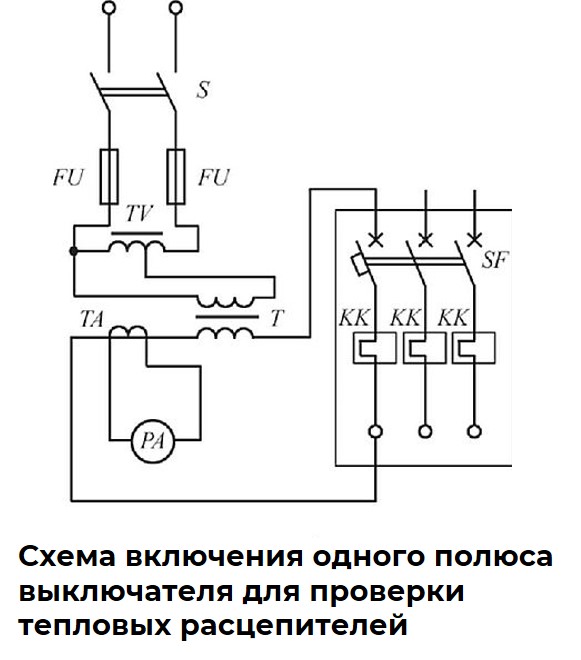 S
FU FU
TV
SF
TA T KK KK KK
PA
Схема включения одного полюса
выключателя для проверки
тепловых расцепителей